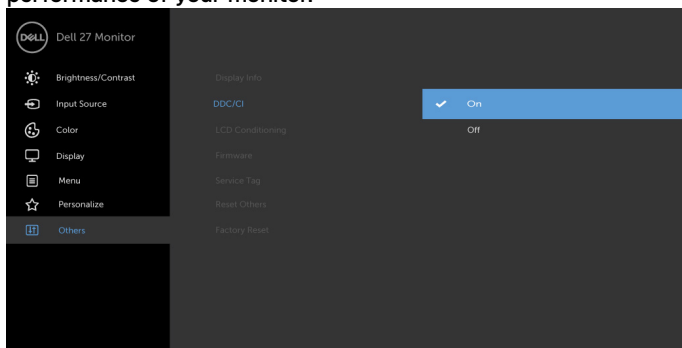 performance of your monitor.
DELL Dell 27 Monitor
Brightness/Contrast
Display Info
Input Source
DDC/CI
On
Color
LCD Conditioning
Off
Display
Firmware
Menu
Service Tag
Personalize
Reset Others
Others
Factory Reset